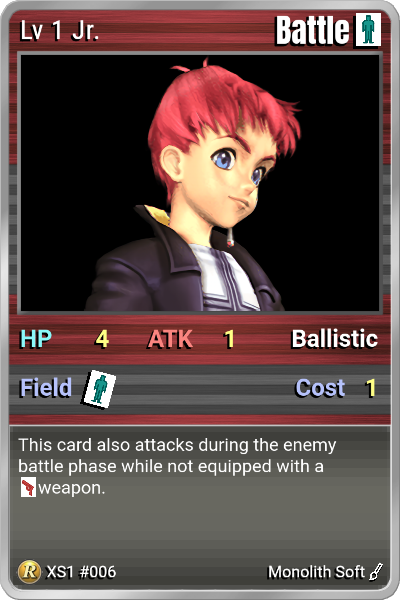 Lv 1 Jr. Battle
HP 4 ATK 1 Ballistic
Field Cost 1
This card also attacks during the enemy
battle phase while not equipped with a
weapon.
R XS1 #006 Monolith Soft